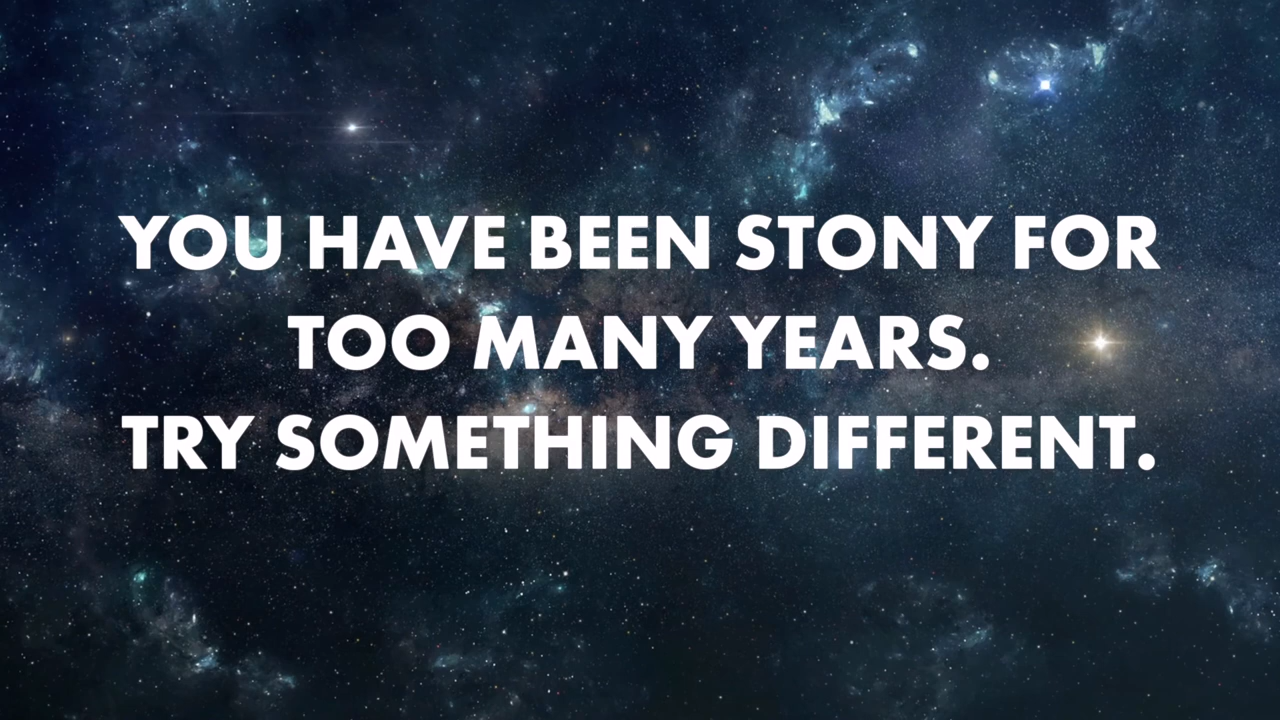 YOU HAVE BEEN STONY FOR
TOO MANY YEARS.
TRY SOMETHING DIFFERENT.